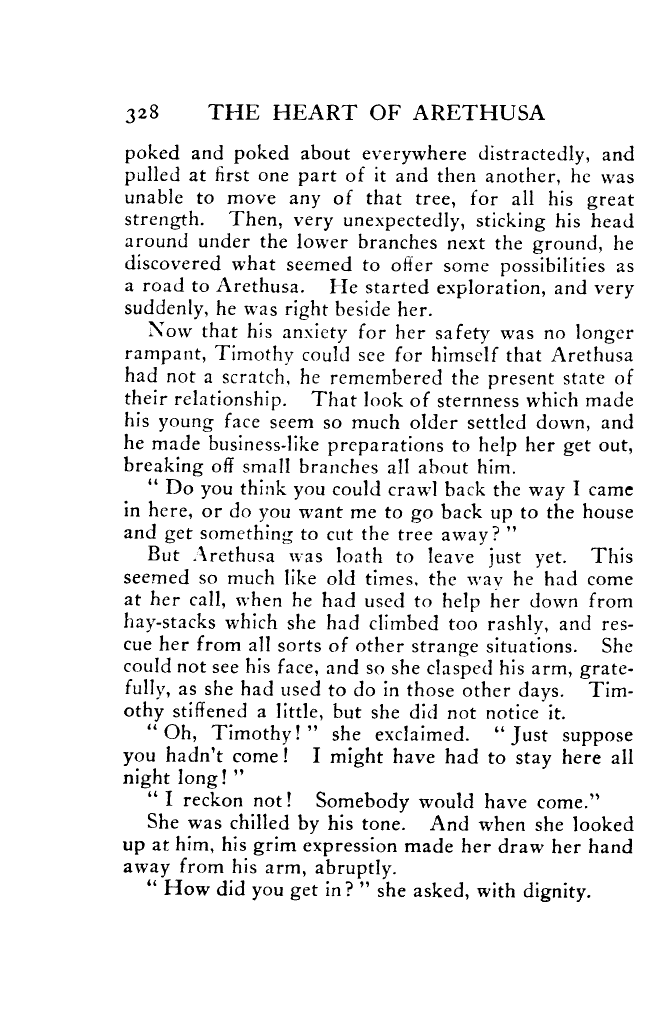 328 THE HEART OF ARETHUSA
poked and poked about everywhere distractedly, and
pulled at first one part of it and then another, he was
unable to move any of that tree, for all his great
strength. Then, very unexpectedly, sticking his head
around under the lower branches next the ground, he
discovered what seemed to offer some possibilities as
a road to Arethusa. He started exploration, and very
suddenly, he was right beside her.
Now that his anxiety for her safety was no longer
rampant, Timothy could see for himself that Arethusa
had not a scratch, he remembered the present state of
their relationship. That look of sternness which made
his young face seem so much older settled down, and
he made business-like preparations to help her get out,
breaking off small branches all about him.
“ Do you think you could crawl back the way I came
in here, or do you want me to go back up to the house
and get something to cut the tree away? ”
But Arethusa was loath to leave just yet. This
seemed so much like old times, the way he had come
at her call, when he had used to help her down from
hay-stacks which she had climbed too rashly, and res-
cue her from all sorts of other strange situations. She
could not see his face, and so she clasped his arm, grate-
fully, as she had used to do in those other days. Tim-
othy stiffened a little, but she did not notice it.
“ Oh, Timothy! ” she exclaimed. “ Just suppose
you hadn't come! I might have had to stay here all
night long! ”
“ I reckon not! Somebody would have come.”
She was chilled by his tone. And when she looked
up at him, his grim expression made her draw her hand
away from his arm, abruptly.
“ How did you get in? ” she asked, with dignity.